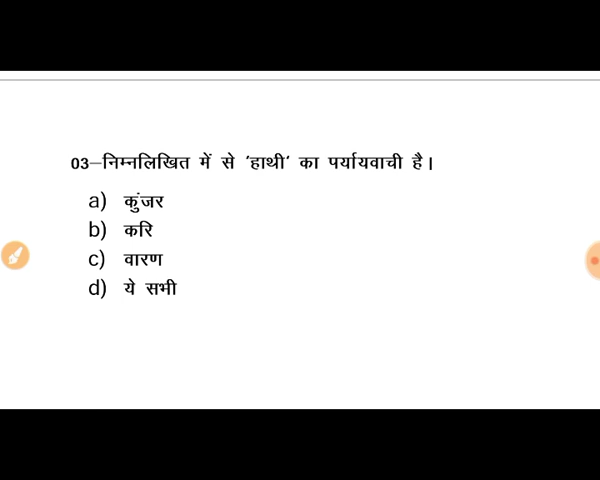 03–निम्नलिखित में से ‘हाथी’ का पर्यायवाची है।
a) कुंजर
b) करि
c) वारण
d) ये सभी